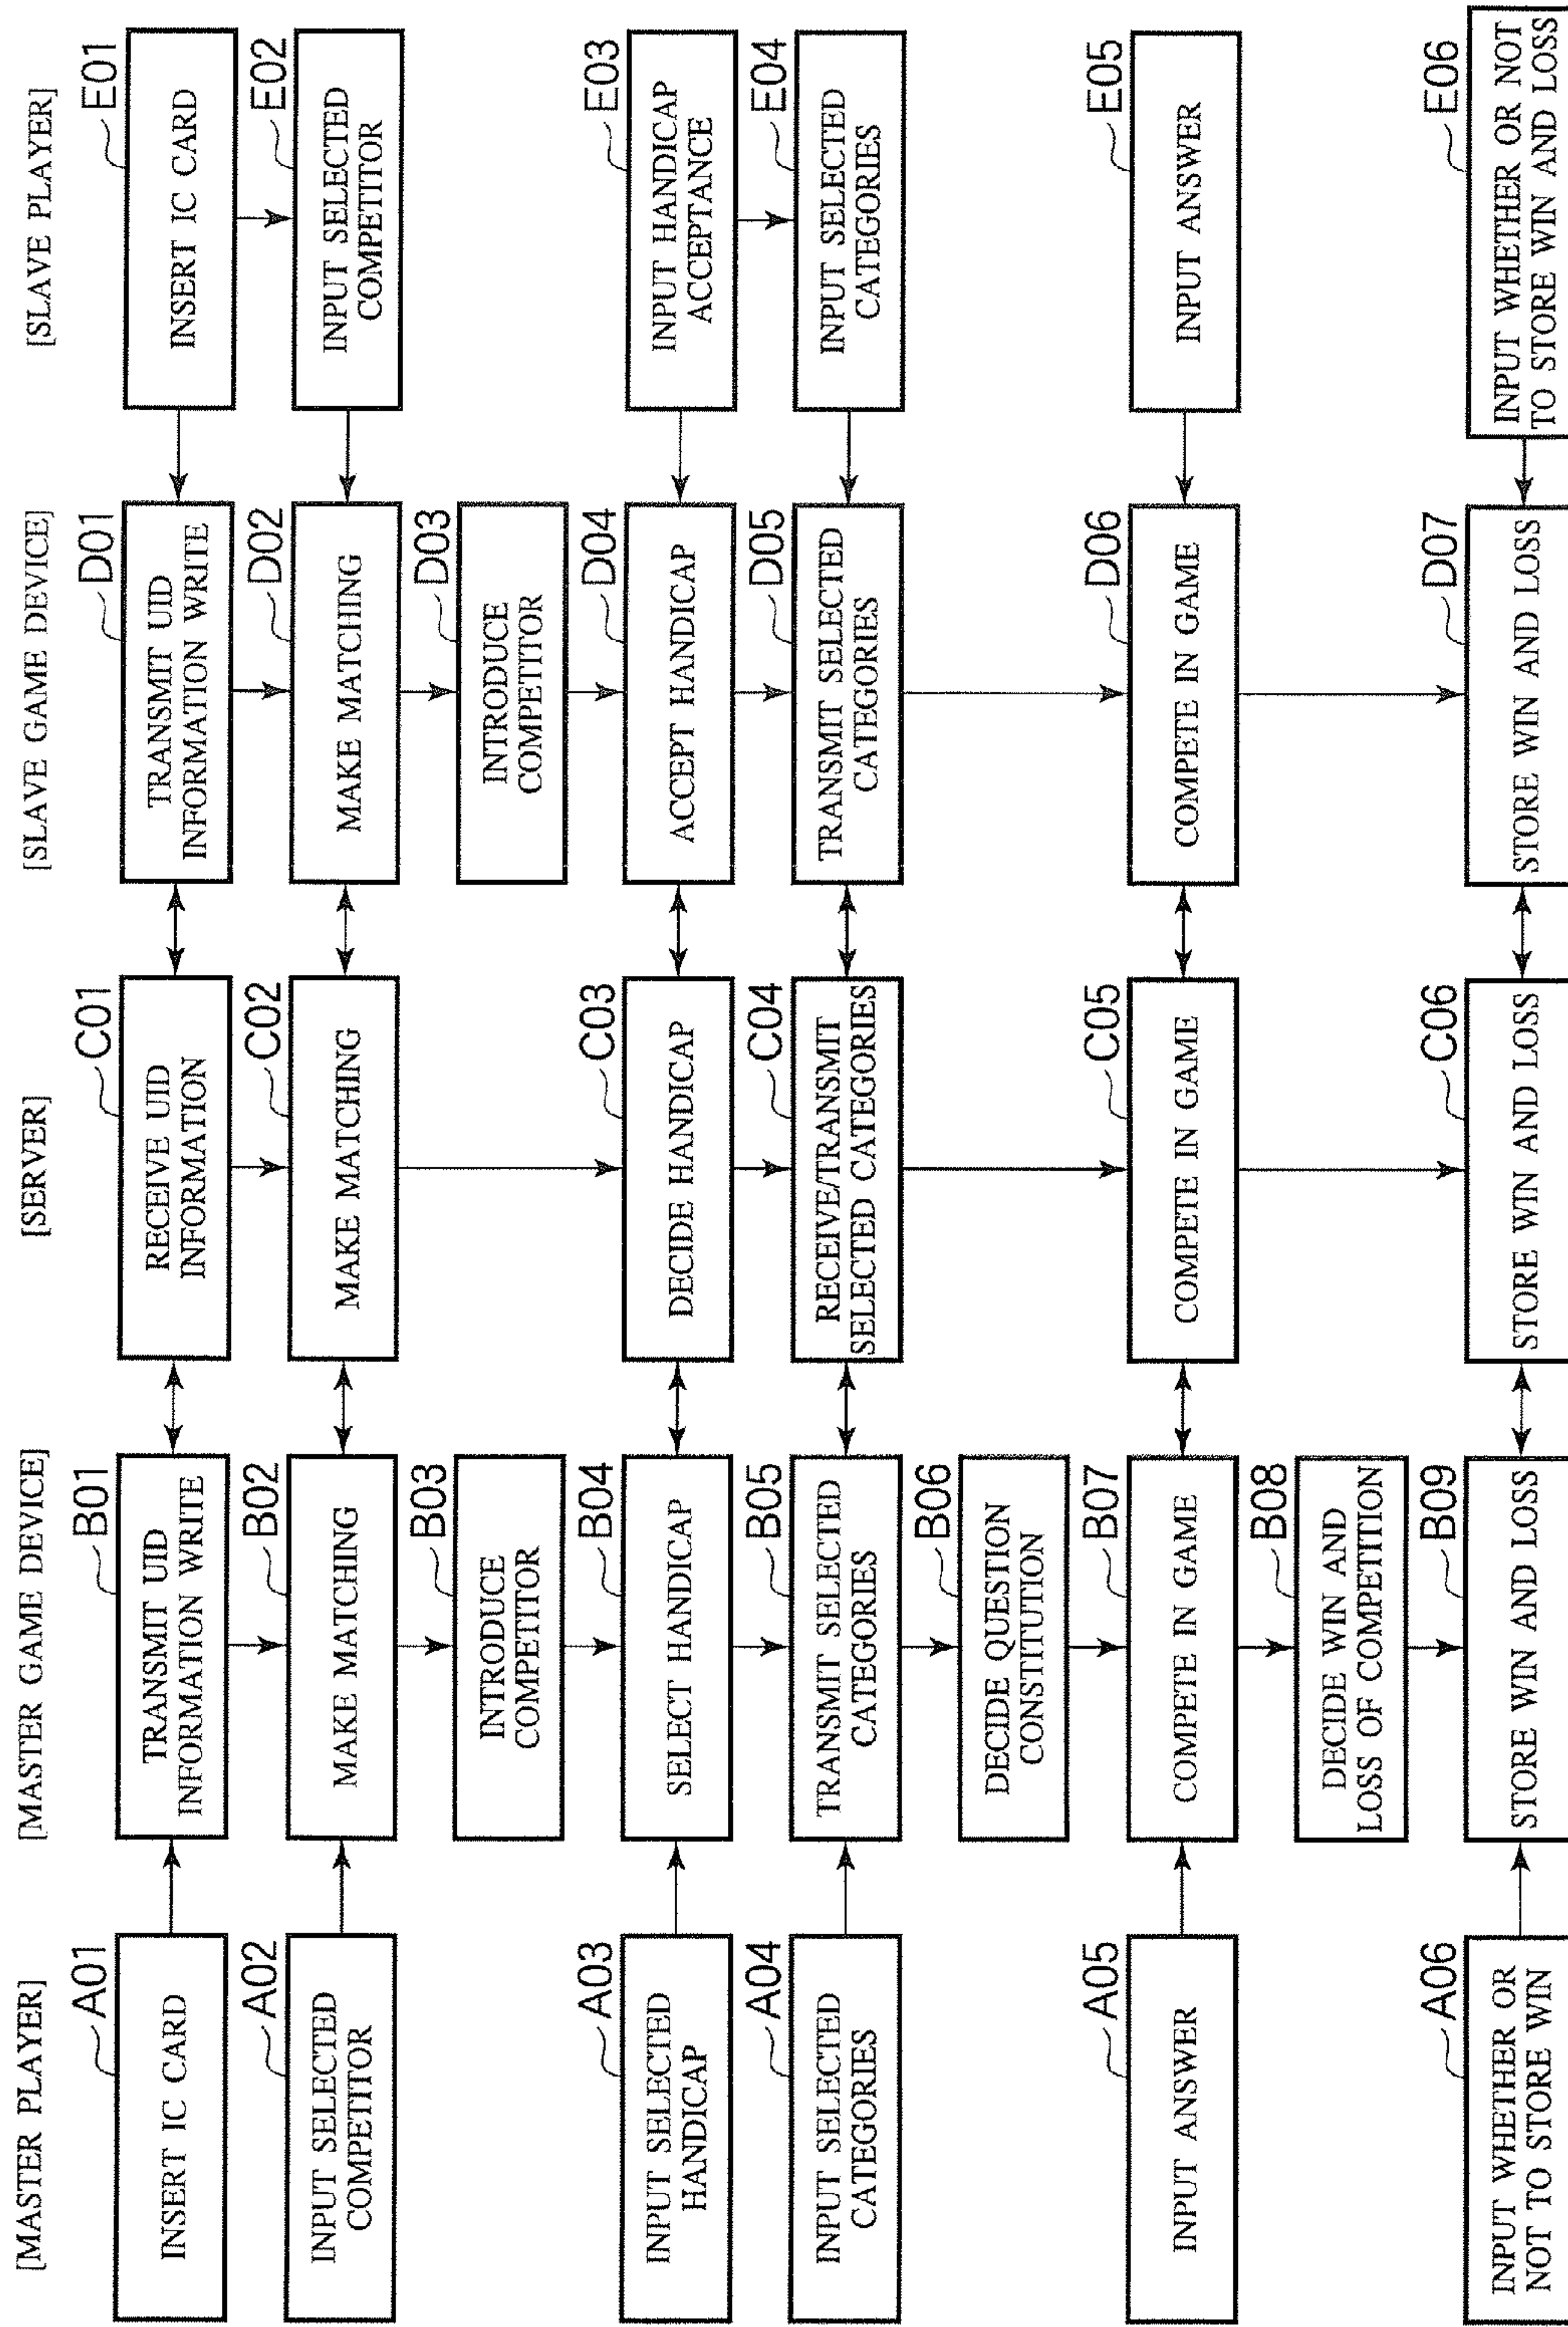 [MASTER PLAYER]
[MASTER GAME DEVICE]
[SERVER]
[SLAVE GAME DEVICE]
[SLAVE PLAYER]
A01
INSERT IC CARD
B01
TRANSMIT UID
INFORMATION WRITE
C01
RECEIVE UID
INFORMATION
D01
TRANSMIT UID
INFORMATION WRITE
E01
INSERT IC CARD
A02
INPUT SELECTED
COMPETITOR
B02
MAKE MATCHING
C02
MAKE MATCHING
D02
MAKE MATCHING
E02
INPUT SELECTED
COMPETITOR
B03
INTRODUCE
COMPETITOR
D03
INTRODUCE
COMPETITOR
A03
INPUT SELECTED
HANDICAP
B04
SELECT HANDICAP
C03
DECIDE HANDICAP
D04
ACCEPT HANDICAP
E03
INPUT HANDICAP
ACCEPTANCE
A04
INPUT SELECTED
CATEGORIES
B05
TRANSMIT SELECTED
CATEGORIES
C04
RECEIVE/TRANSMIT
SELECTED CATEGORIES
D05
TRANSMIT SELECTED
CATEGORIES
E04
INPUT SELECTED
CATEGORIES
B06
DECIDE QUESTION
CONSTITUTION
A05
INPUT ANSWER
B07
COMPETE IN GAME
C05
COMPETE IN GAME
D06
COMPETE IN GAME
E05
INPUT ANSWER
B08
DECIDE WIN AND
LOSS OF COMPETITION
A06
INPUT WHETHER OR
NOT TO STORE WIN
B09
STORE WIN AND LOSS
C06
STORE WIN AND LOSS
D07
STORE WIN AND LOSS
E06
INPUT WHETHER OR NOT
TO STORE WIN AND LOSS